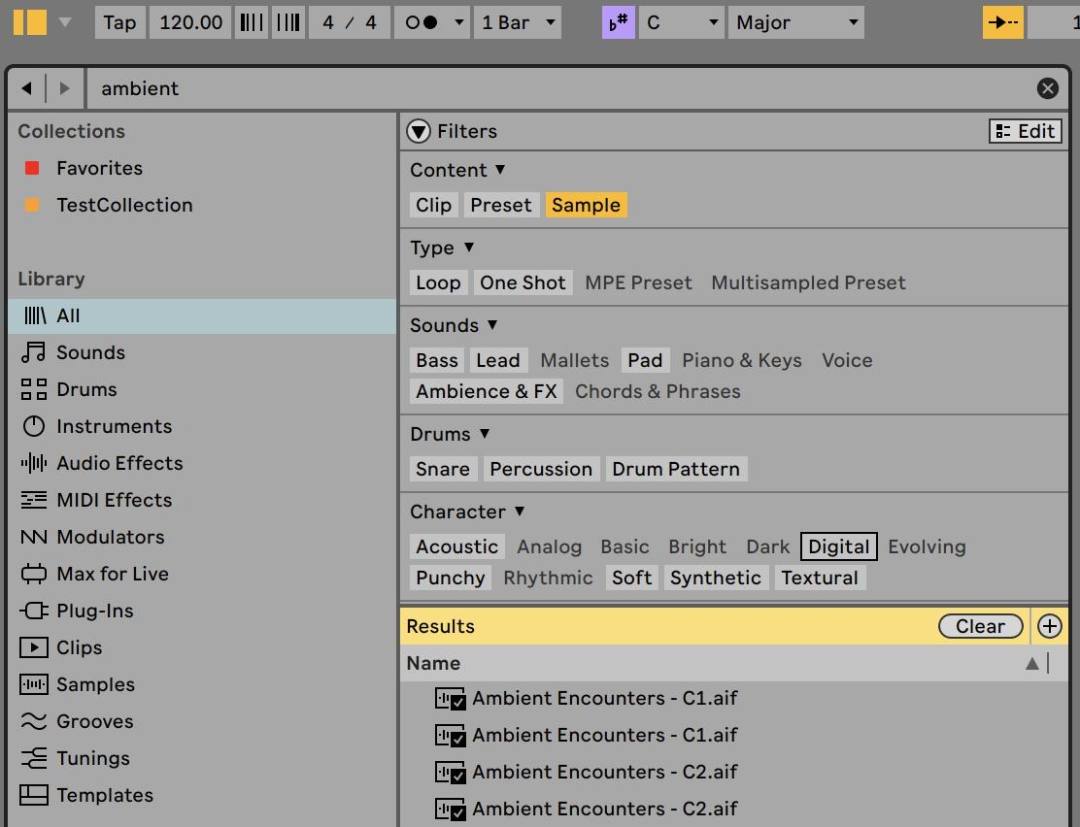 Tap 120.00 4 / 4 1 Bar C Major 1
ambient
Collections
Favorites
TestCollection
Library
All
Sounds
Drums
Instruments
Audio Effects
MIDI Effects
Modulators
Max for Live
Plug-Ins
Clips
Samples
Grooves
Tunings
Templates
Filters Edit
Content
Clip Preset Sample
Type
Loop One Shot MPE Preset Multisampled Preset
Sounds
Bass Lead Mallets Pad Piano & Keys Voice
Ambience & FX Chords & Phrases
Drums
Snare Percussion Drum Pattern
Character
Acoustic Analog Basic Bright Dark Digital Evolving
Punchy Rhythmic Soft Synthetic Textural
Results Clear
Name
Ambient Encounters - C1.aif
Ambient Encounters - C1.aif
Ambient Encounters - C2.aif
Ambient Encounters - C2.aif